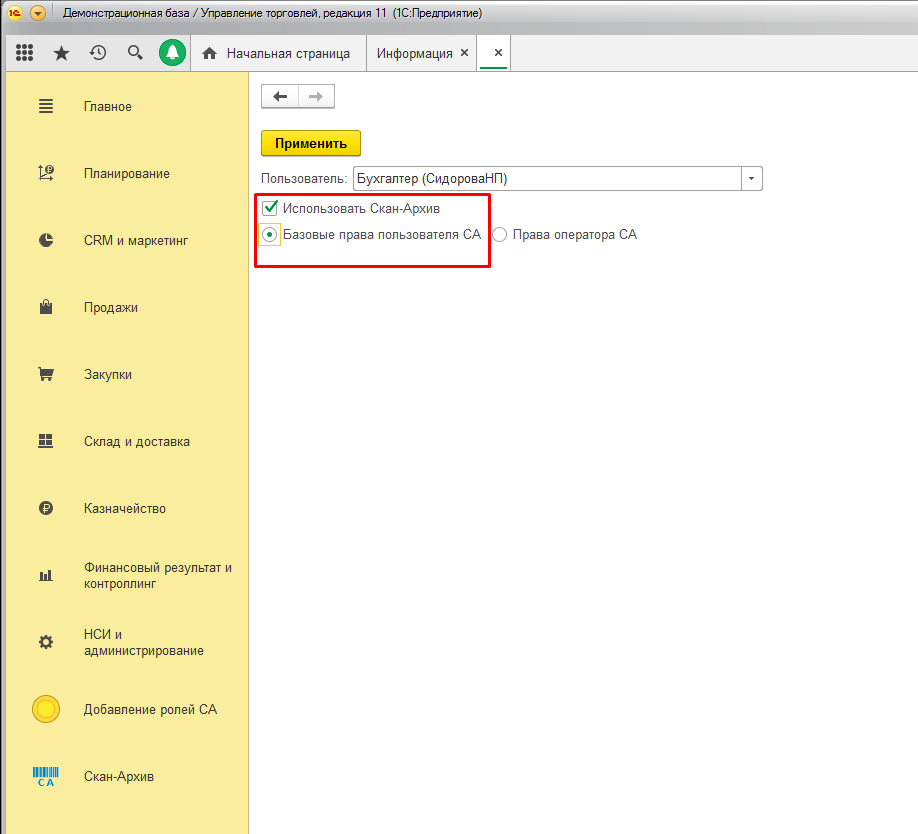 1С Демонстрационная база / Управление торговлей, редакция 11 (1С:Предприятие)
Начальная страница Информация × ×
Главное
Планирование
CRM и маркетинг
Продажи
Закупки
Склад и доставка
Казначейство
Финансовый результат и
контроллинг
НСИ и
администрирование
Добавление ролей СА
СА Скан-Архив
Применить
Пользователь: Бухгалтер (СидороваНП)
Использовать Скан-Архив
Базовые права пользователя СА Права оператора СА